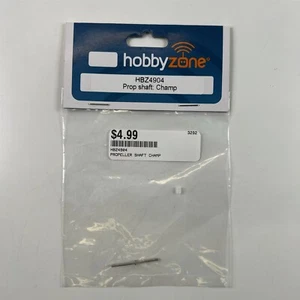 hobbyzone
HBZ4904
Prop shaft: Champ
$4.99
HBZ4904
PROPELLER SHAFT CHAMP